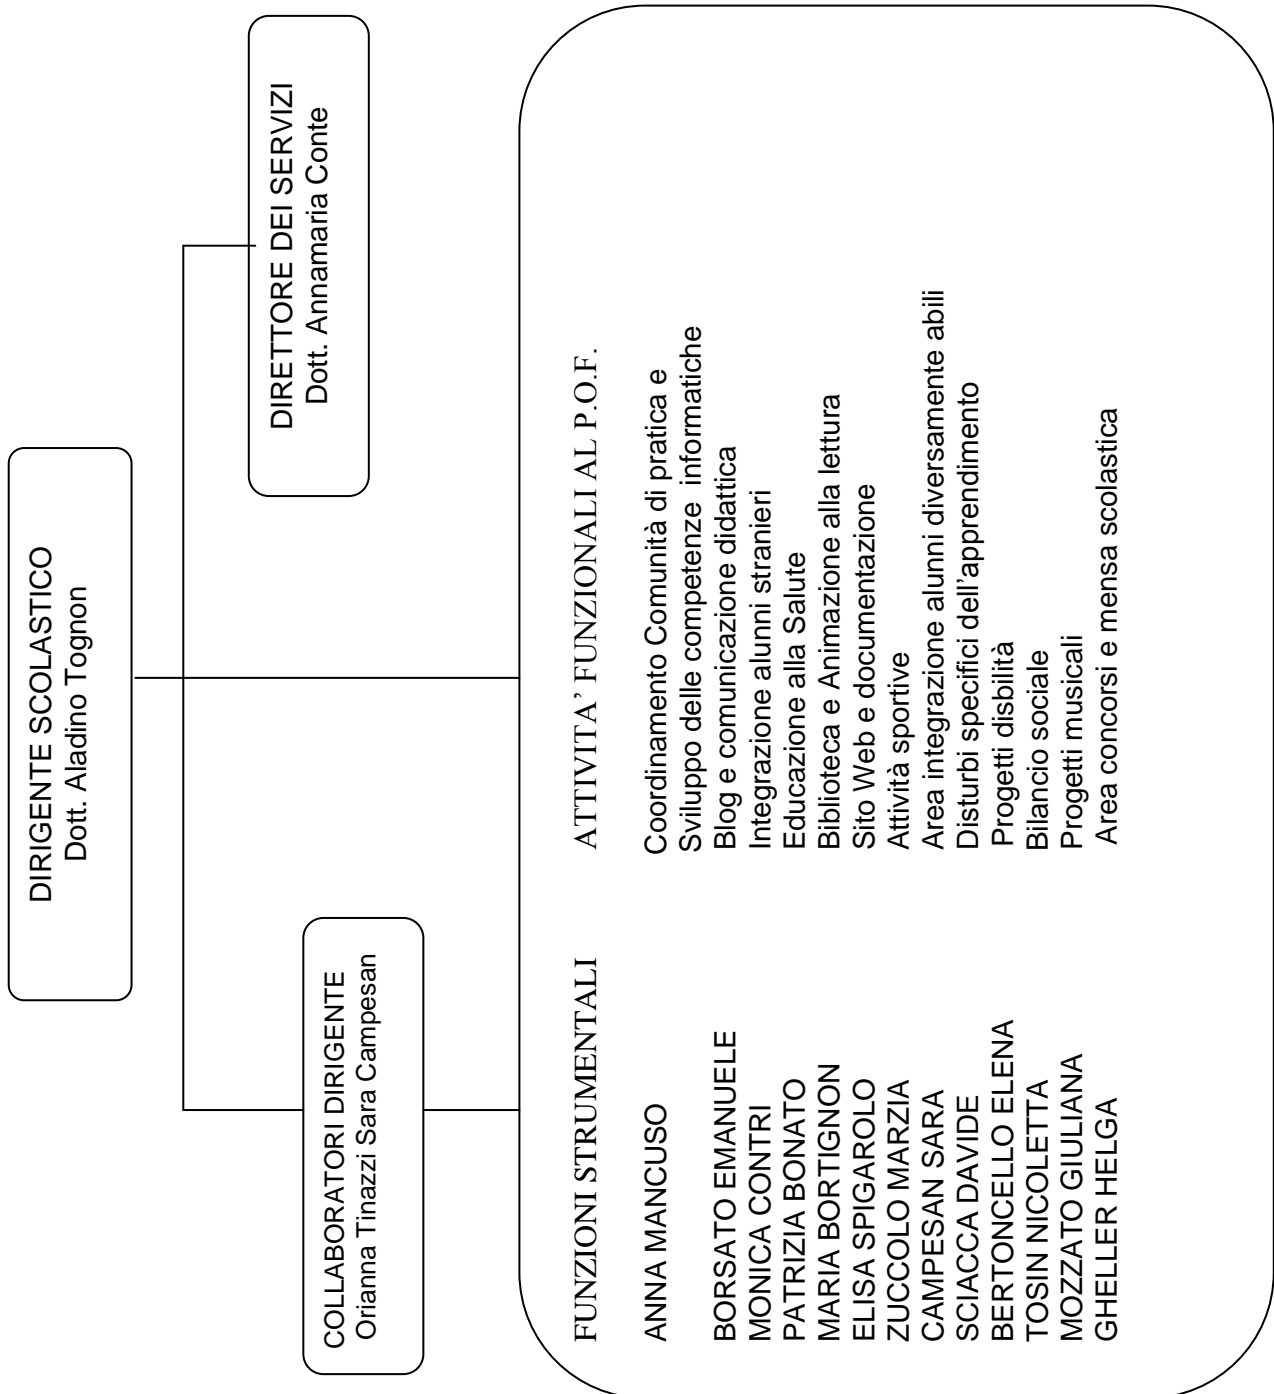 DIRIGENTE SCOLASTICO
Dott. Aladino Tognon
DIRETTORE DEI SERVIZI
Dott. Annamaria Conte
COLLABORATORI DIRIGENTE
Orianna Tinazzi Sara Campesan
FUNZIONI STRUMENTALI ATTIVITA’ FUNZIONALI AL P.O.F.
ANNA MANCUSO Coordinamento Comunità di pratica e
Sviluppo delle competenze informatiche
BORSATO EMANUELE Blog e comunicazione didattica
MONICA CONTRI Integrazione alunni stranieri
PATRIZIA BONATO Educazione alla Salute
MARIA BORTIGNON Biblioteca e Animazione alla lettura
ELISA SPIGAROLO Sito Web e documentazione
ZUCCOLO MARZIA Attività sportive
CAMPESAN SARA Area integrazione alunni diversamente abili
SCIACCA DAVIDE Disturbi specifici dell’apprendimento
BERTONCELLO ELENA Progetti disbilità
TOSIN NICOLETTA Bilancio sociale
MOZZATO GIULIANA Progetti musicali
GHELLER HELGA Area concorsi e mensa scolastica